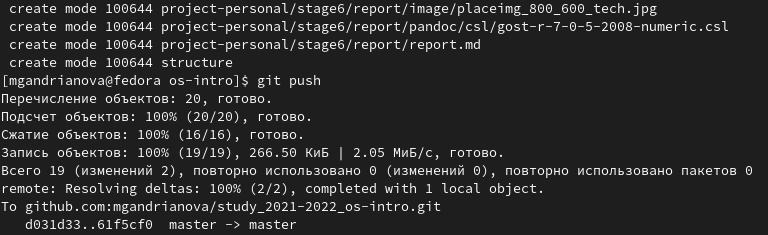 create mode 100644 project-personal/stage6/report/image/placeimg_800_600_tech.jpg
create mode 100644 project-personal/stage6/report/pandoc/csl/gost-r-7-0-5-2008-numeric.csl
create mode 100644 project-personal/stage6/report/report.md
create mode 100644 structure
[mgandrianova@fedora os-intro]$ git push
Перечисление объектов: 20, готово.
Подсчет объектов: 100% (20/20), готово.
Сжатие объектов: 100% (16/16), готово.
Запись объектов: 100% (19/19), 266.50 КиБ | 2.05 МиБ/с, готово.
Всего 19 (изменений 2), повторно использовано 0 (изменений 0), повторно использовано пакетов 0
remote: Resolving deltas: 100% (2/2), completed with 1 local object.
To github.com:mgandrianova/study_2021-2022_os-intro.git
d031d33..61f5cf0  master -> master